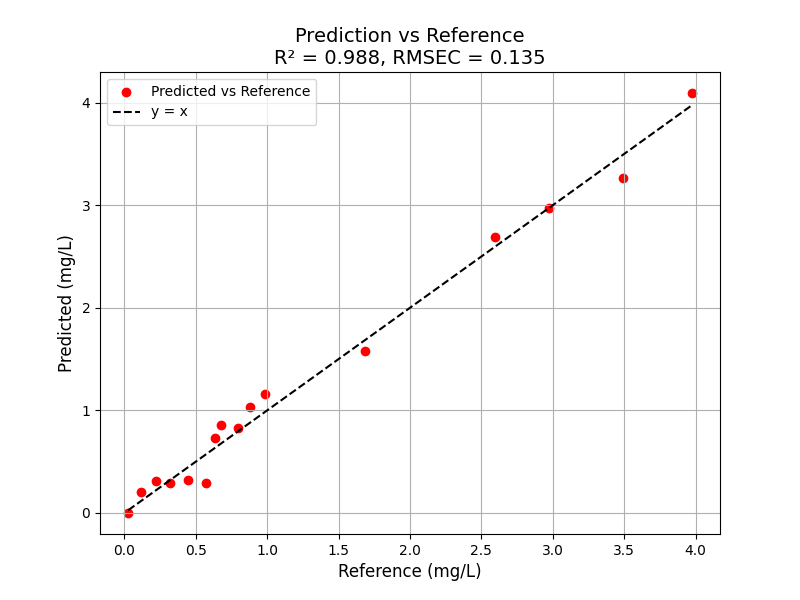 Prediction vs Reference
R² = 0.988, RMSEC = 0.135
Predicted vs Reference
y = x
Predicted (mg/L)
4
3
2
1
0
0.0 0.5 1.0 1.5 2.0 2.5 3.0 3.5 4.0
Reference (mg/L)